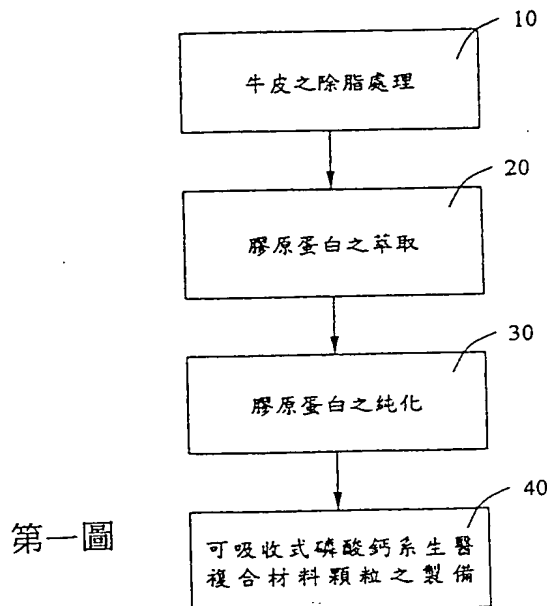 10
牛皮之除脂處理
20
膠原蛋白之萃取
30
膠原蛋白之純化
40
可吸收式磷酸鈣系生醫
複合材料顆粒之製備
第一圖